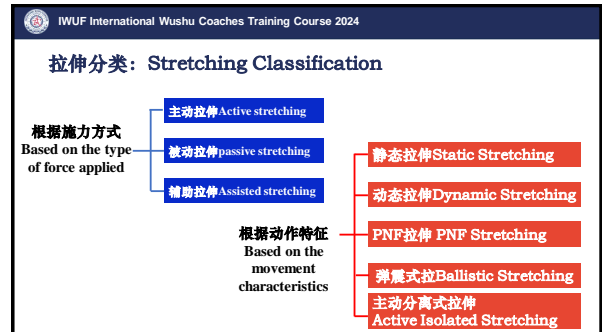 IWUF International Wushu Coaches Training Course 2024
拉伸分类：Stretching Classification
根据施力方式
Based on the type
of force applied
主动拉伸Active stretching
被动拉伸passive stretching
辅助拉伸Assisted stretching
根据动作特征
Based on the
movement
characteristics
静态拉伸Static Stretching
动态拉伸Dynamic Stretching
PNF拉伸 PNF Stretching
弹震式拉Ballistic Stretching
主动分离式拉伸
Active Isolated Stretching